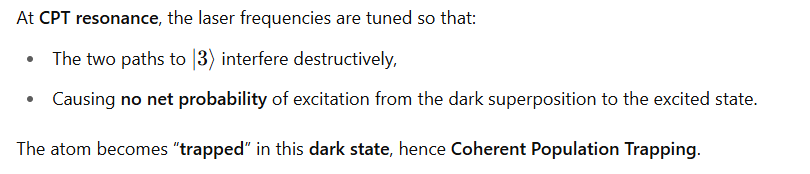 At CPT resonance, the laser frequencies are tuned so that:
• The two paths to |3⟩ interfere destructively,
• Causing no net probability of excitation from the dark superposition to the excited state.
The atom becomes “trapped” in this dark state, hence Coherent Population Trapping.